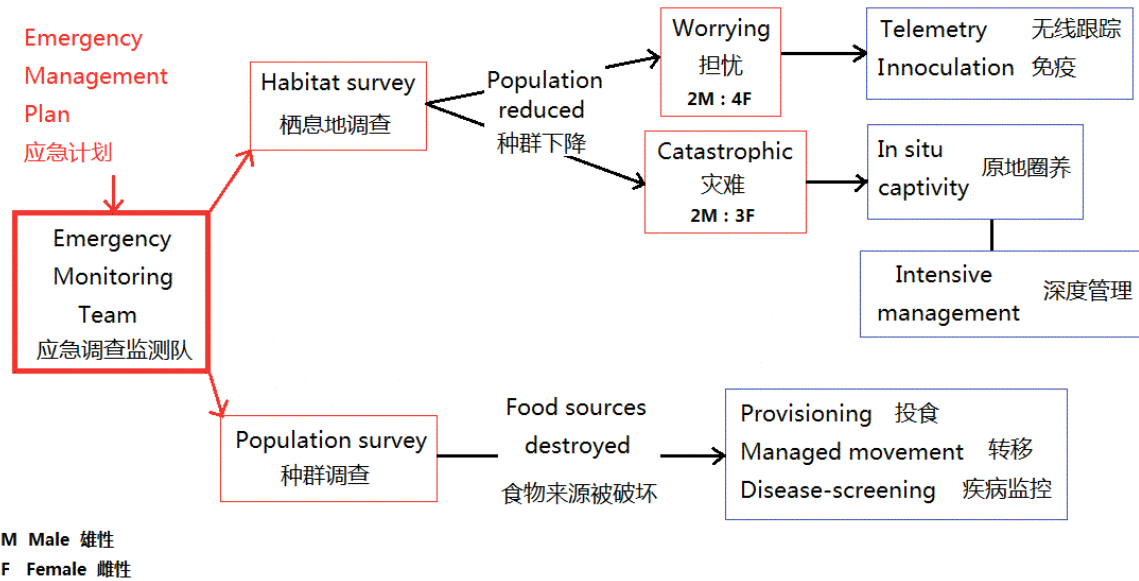 Emergency
Management
Plan
应急计划
Emergency
Monitoring
Team
应急调查监测队
Habitat survey
栖息地调查
Population
reduced
种群下降
Worrying
担忧
2M : 4F
Telemetry 无线跟踪
Innoculation 免疫
Catastrophic
灾难
2M : 3F
In situ
captivity
原地圈养
Intensive
management
深度管理
Population survey
种群调查
Food sources
destroyed
食物来源被破坏
Provisioning 投食
Managed movement 转移
Disease-screening 疾病监控
M Male 雄性
F Female 雌性